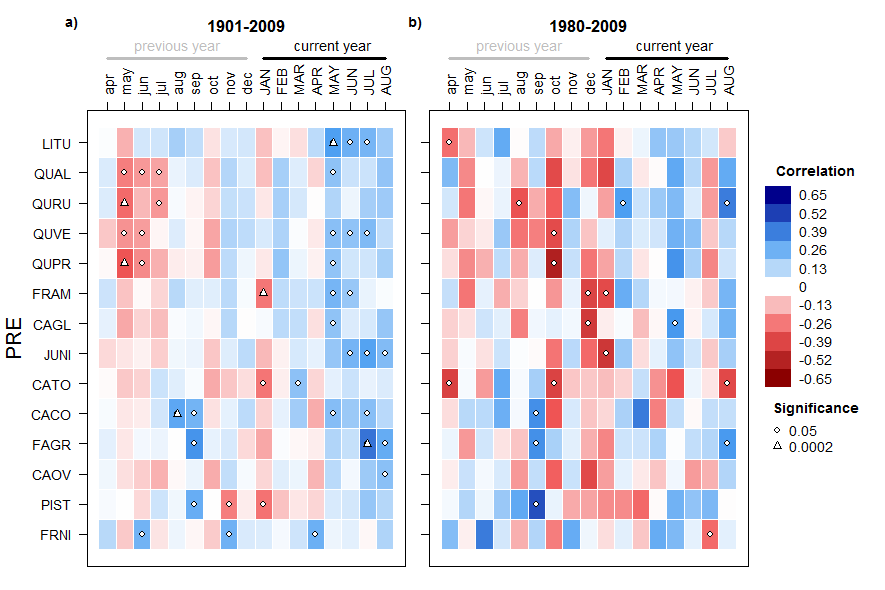 a) 1901-2009 b) 1980-2009
previous year current year previous year current year
apr may jun jul aug sep oct nov dec JAN FEB MAR APR MAY JUN JUL AUG apr may jun jul aug sep oct nov dec JAN FEB MAR APR MAY JUN JUL AUG
LITU
QUAL
QURU
QUVE
QUPR
FRAM
CAGL
JUNI
CATO
CACO
FAGR
CAOV
PIST
FRNI
PRE
Correlation
0.65
0.52
0.39
0.26
0.13
0
-0.13
-0.26
-0.39
-0.52
-0.65
Significance
0.05
0.0002